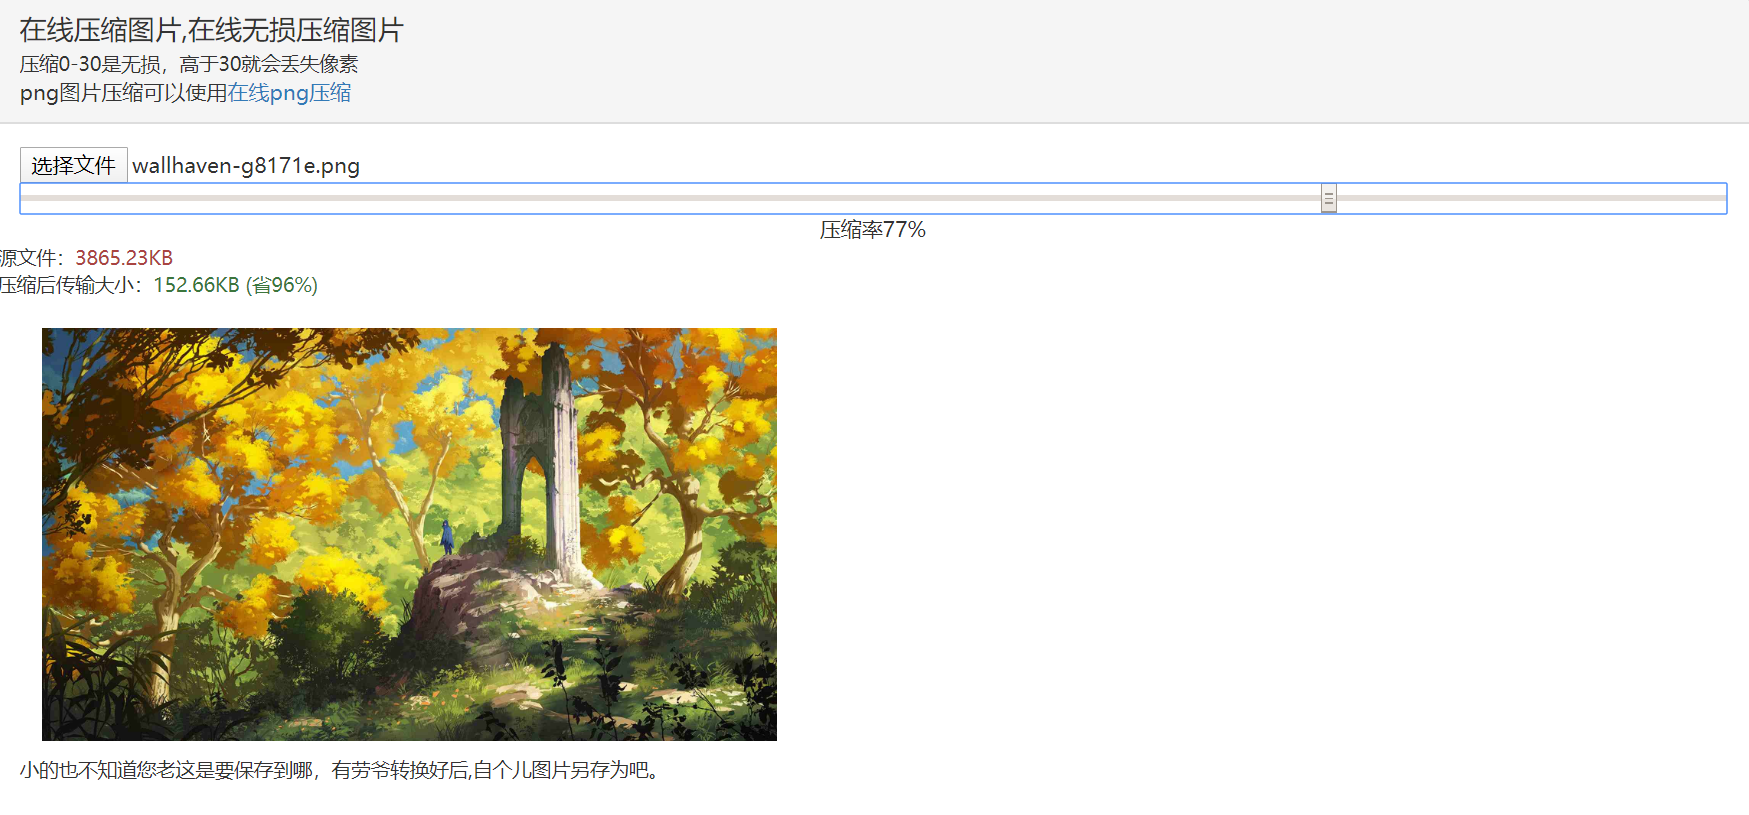 在线压缩图片,在线无损压缩图片
压缩0-30是无损，高于30就会丢失像素
png图片压缩可以使用在线png压缩
选择文件 wallhaven-g8171e.png
压缩率77%
源文件：3865.23KB
压缩后传输大小：152.66KB (省96%)
小的也不知道您老这是要保存到哪，有劳爷转换好后,自个儿图片另存为吧。